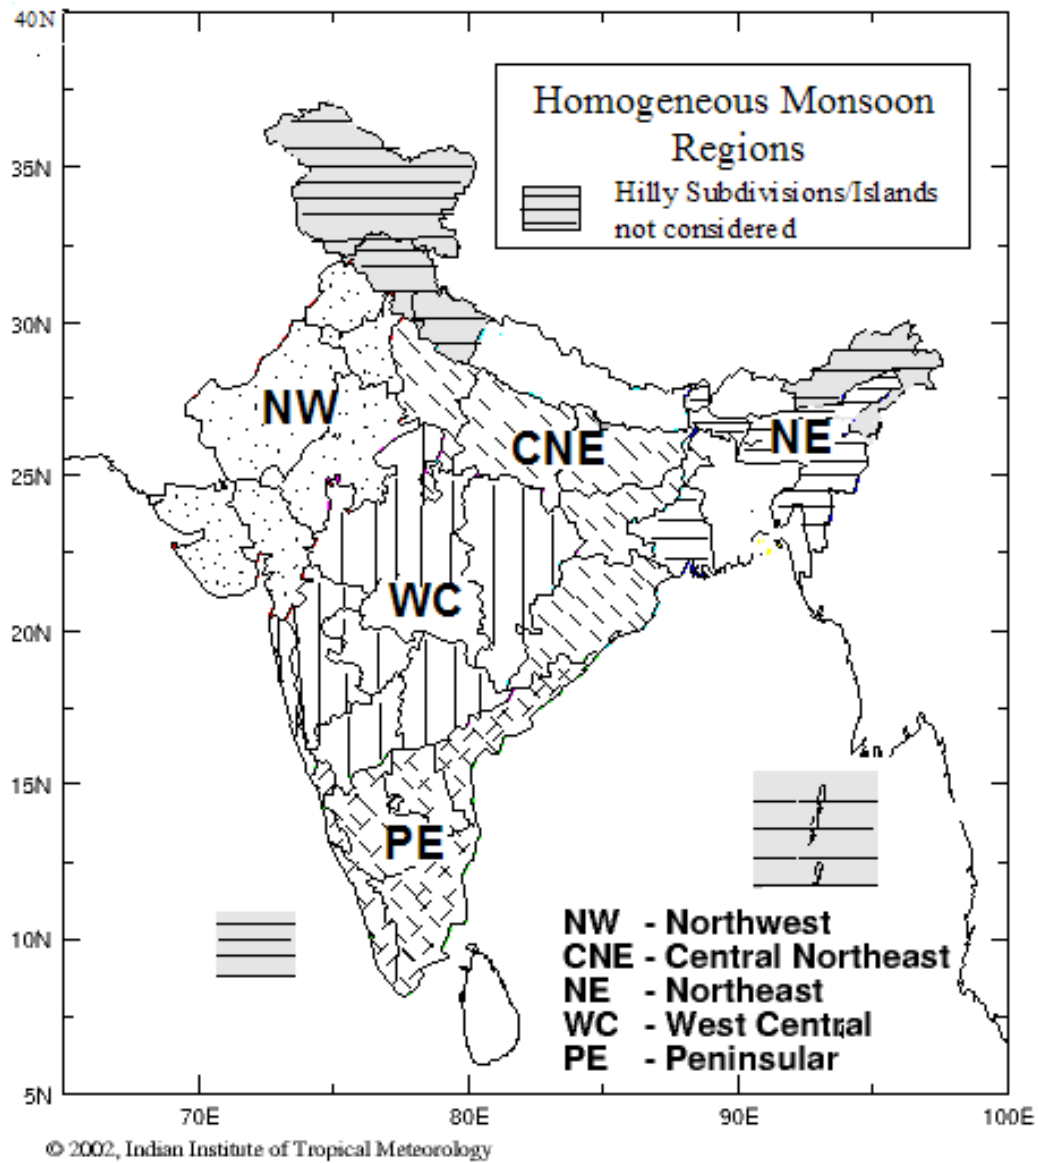 40N
Homogeneous Monsoon
Regions
Hilly Subdivisions/Islands
not considered
35N
30N
NW
CNE
NE
25N
WC
20N
15N
PE
NW - Northwest
CNE - Central Northeast
NE - Northeast
WC - West Central
PE - Peninsular
10N
5N
70E 80E 90E 100E
© 2002, Indian Institute of Tropical Meteorology